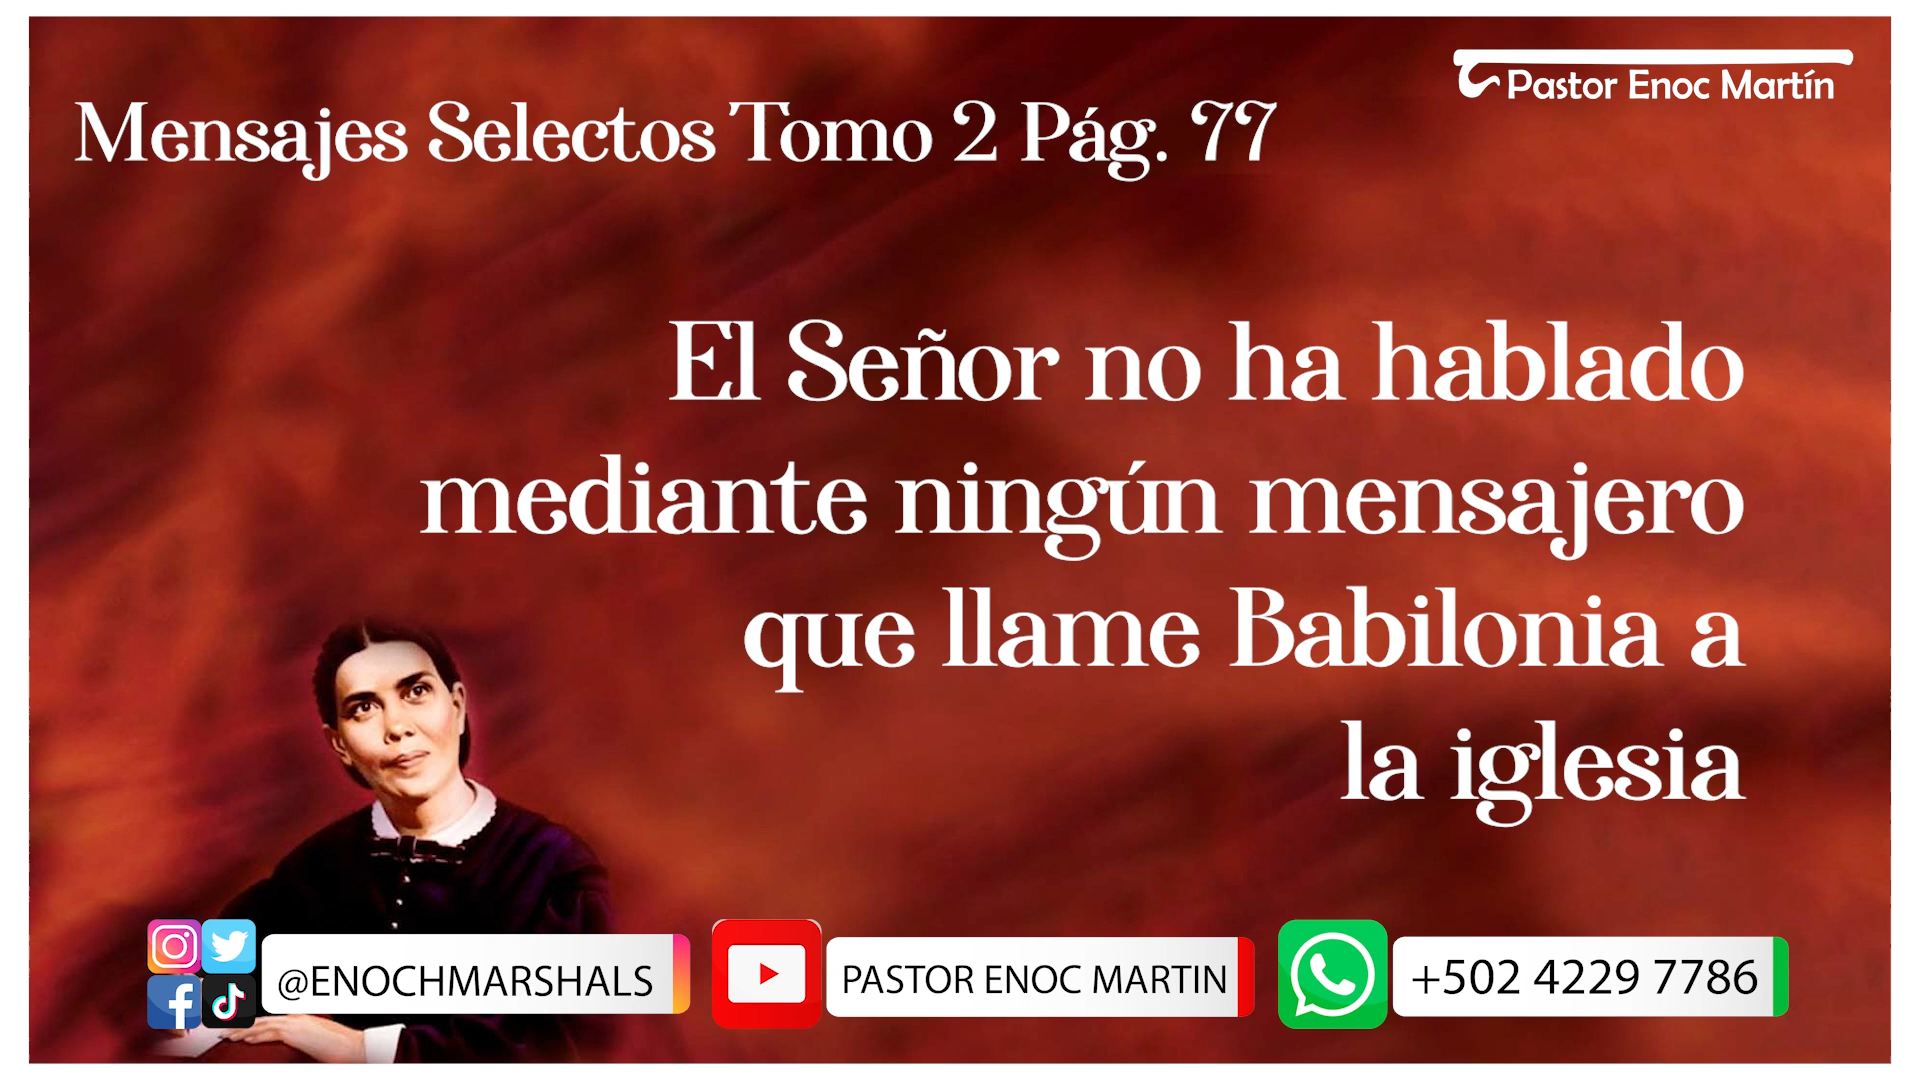 Pastor Enoc Martín
Mensajes Selectos Tomo 2 Pág. 77
El Señor no ha hablado
mediante ningún mensajero
que llame Babilonia a
la iglesia
@ENOCHMARSHALS
PASTOR ENOC MARTIN
+502 4229 7786